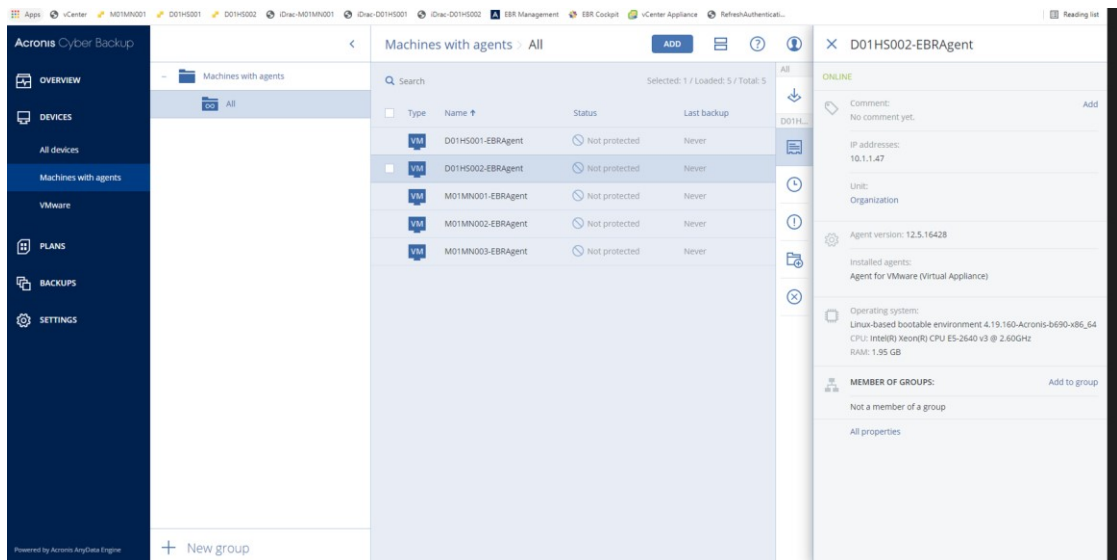 Apps vCenter M01MN001 D01HS001 D01HS002 iDrac-M01MN001 iDrac-D01HS001 iDrac-D01HS002 EBR Management EBR Cockpit vCenter Appliance RefreshAuthenticati... Reading list
Acronis Cyber Backup
OVERVIEW
DEVICES
All devices
Machines with agents
VMware
PLANS
BACKUPS
SETTINGS
Powered by Acronis AnyData Engine
Machines with agents
All
New group
Machines with agents > All
ADD
Search Selected: 1 / Loaded: 5 / Total: 5
Type Name Status Last backup
VM D01HS001-EBRAgent Not protected Never
VM D01HS002-EBRAgent Not protected Never
VM M01MN001-EBRAgent Not protected Never
VM M01MN002-EBRAgent Not protected Never
VM M01MN003-EBRAgent Not protected Never
All
D01H...
D01HS002-EBRAgent
ONLINE
Comment: Add
No comment yet.
IP addresses:
10.1.1.47
Unit:
Organization
Agent version: 12.5.16428
Installed agents:
Agent for VMware (Virtual Appliance)
Operating system:
Linux-based bootable environment 4.19.160-Acronis-b690-x86_64
CPU: Intel(R) Xeon(R) CPU E5-2640 v3 @ 2.60GHz
RAM: 1.95 GB
MEMBER OF GROUPS: Add to group
Not a member of a group
All properties